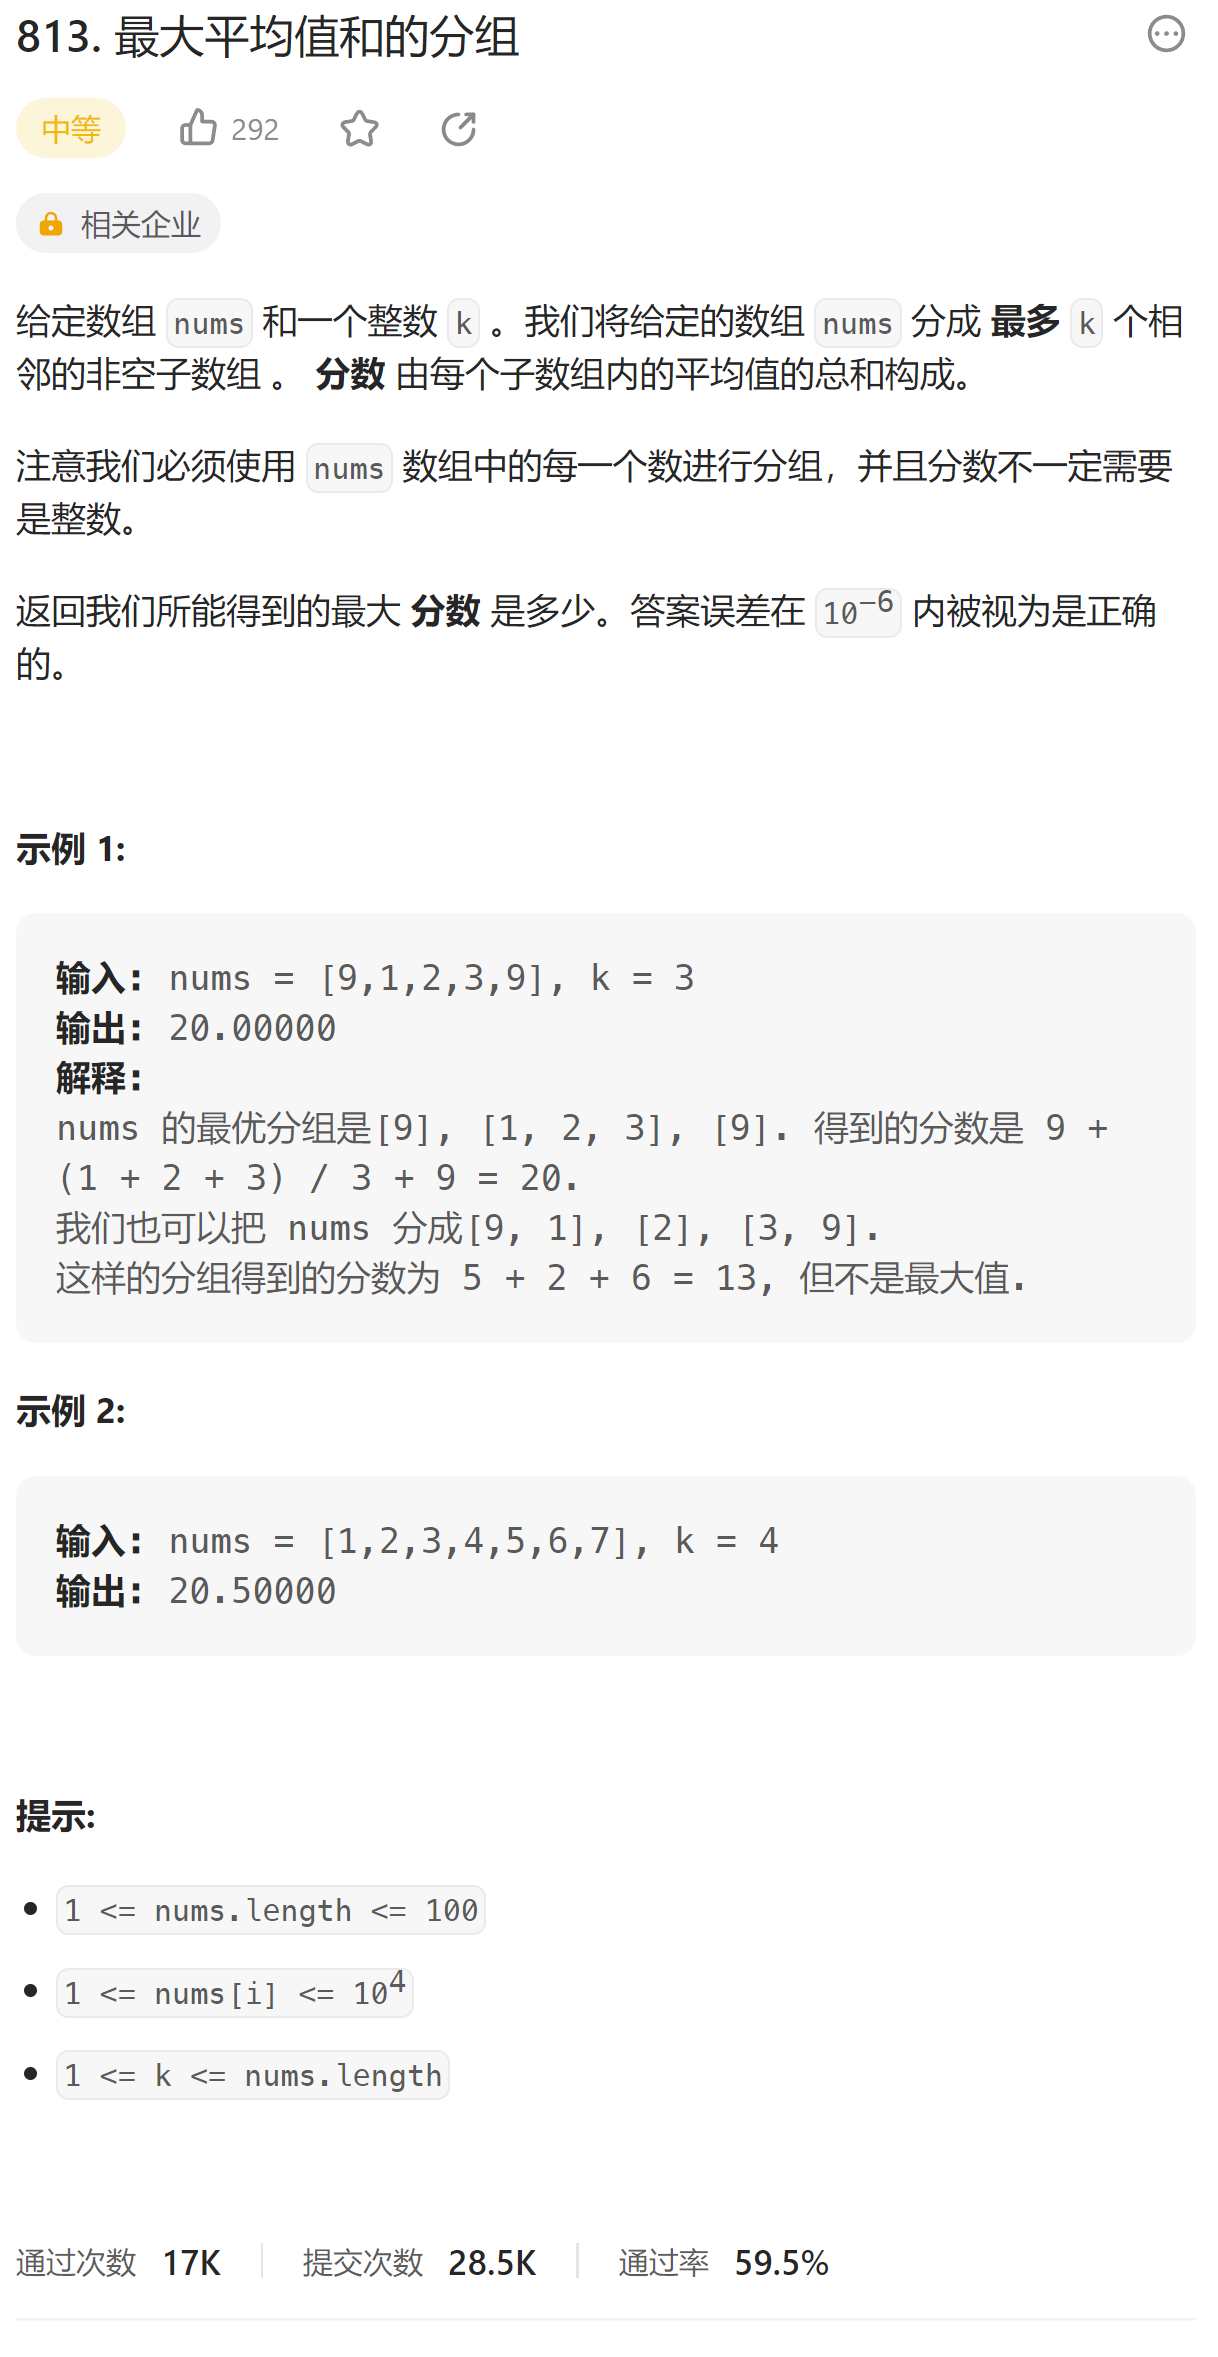 813. 最大平均值和的分组
中等 292
相关企业
给定数组 nums 和一个整数 k 。我们将给定的数组 nums 分成 最多 k 个相
邻的非空子数组 。 分数 由每个子数组内的平均值的总和构成。
注意我们必须使用 nums 数组中的每一个数进行分组，并且分数不一定需要
是整数。
返回我们所能得到的最大 分数 是多少。答案误差在 10⁻⁶ 内被视为是正确
的。
示例 1:
输入: nums = [9,1,2,3,9], k = 3
输出: 20.00000
解释:
nums 的最优分组是[9], [1, 2, 3], [9]. 得到的分数是 9 +
(1 + 2 + 3) / 3 + 9 = 20.
我们也可以把 nums 分成[9, 1], [2], [3, 9].
这样的分组得到的分数为 5 + 2 + 6 = 13, 但不是最大值.
示例 2:
输入: nums = [1,2,3,4,5,6,7], k = 4
输出: 20.50000
提示:
1 <= nums.length <= 100
1 <= nums[i] <= 10⁴
1 <= k <= nums.length
通过次数 17K 提交次数 28.5K 通过率 59.5%